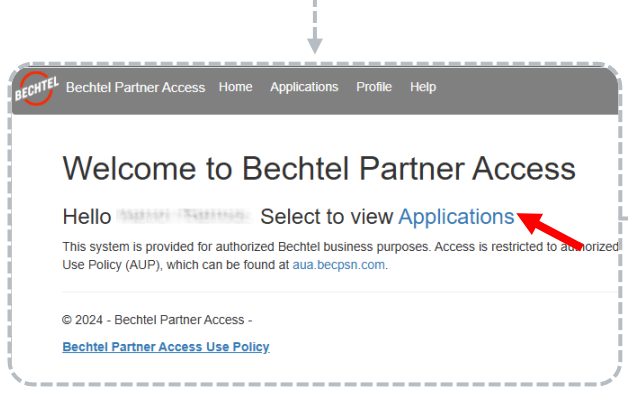 BECHTEL Bechtel Partner Access Home Applications Profile Help
Welcome to Bechtel Partner Access
Hello Select to view Applications
This system is provided for authorized Bechtel business purposes. Access is restricted to authorized
Use Policy (AUP), which can be found at aua.becpsn.com.
© 2024 - Bechtel Partner Access -
Bechtel Partner Access Use Policy